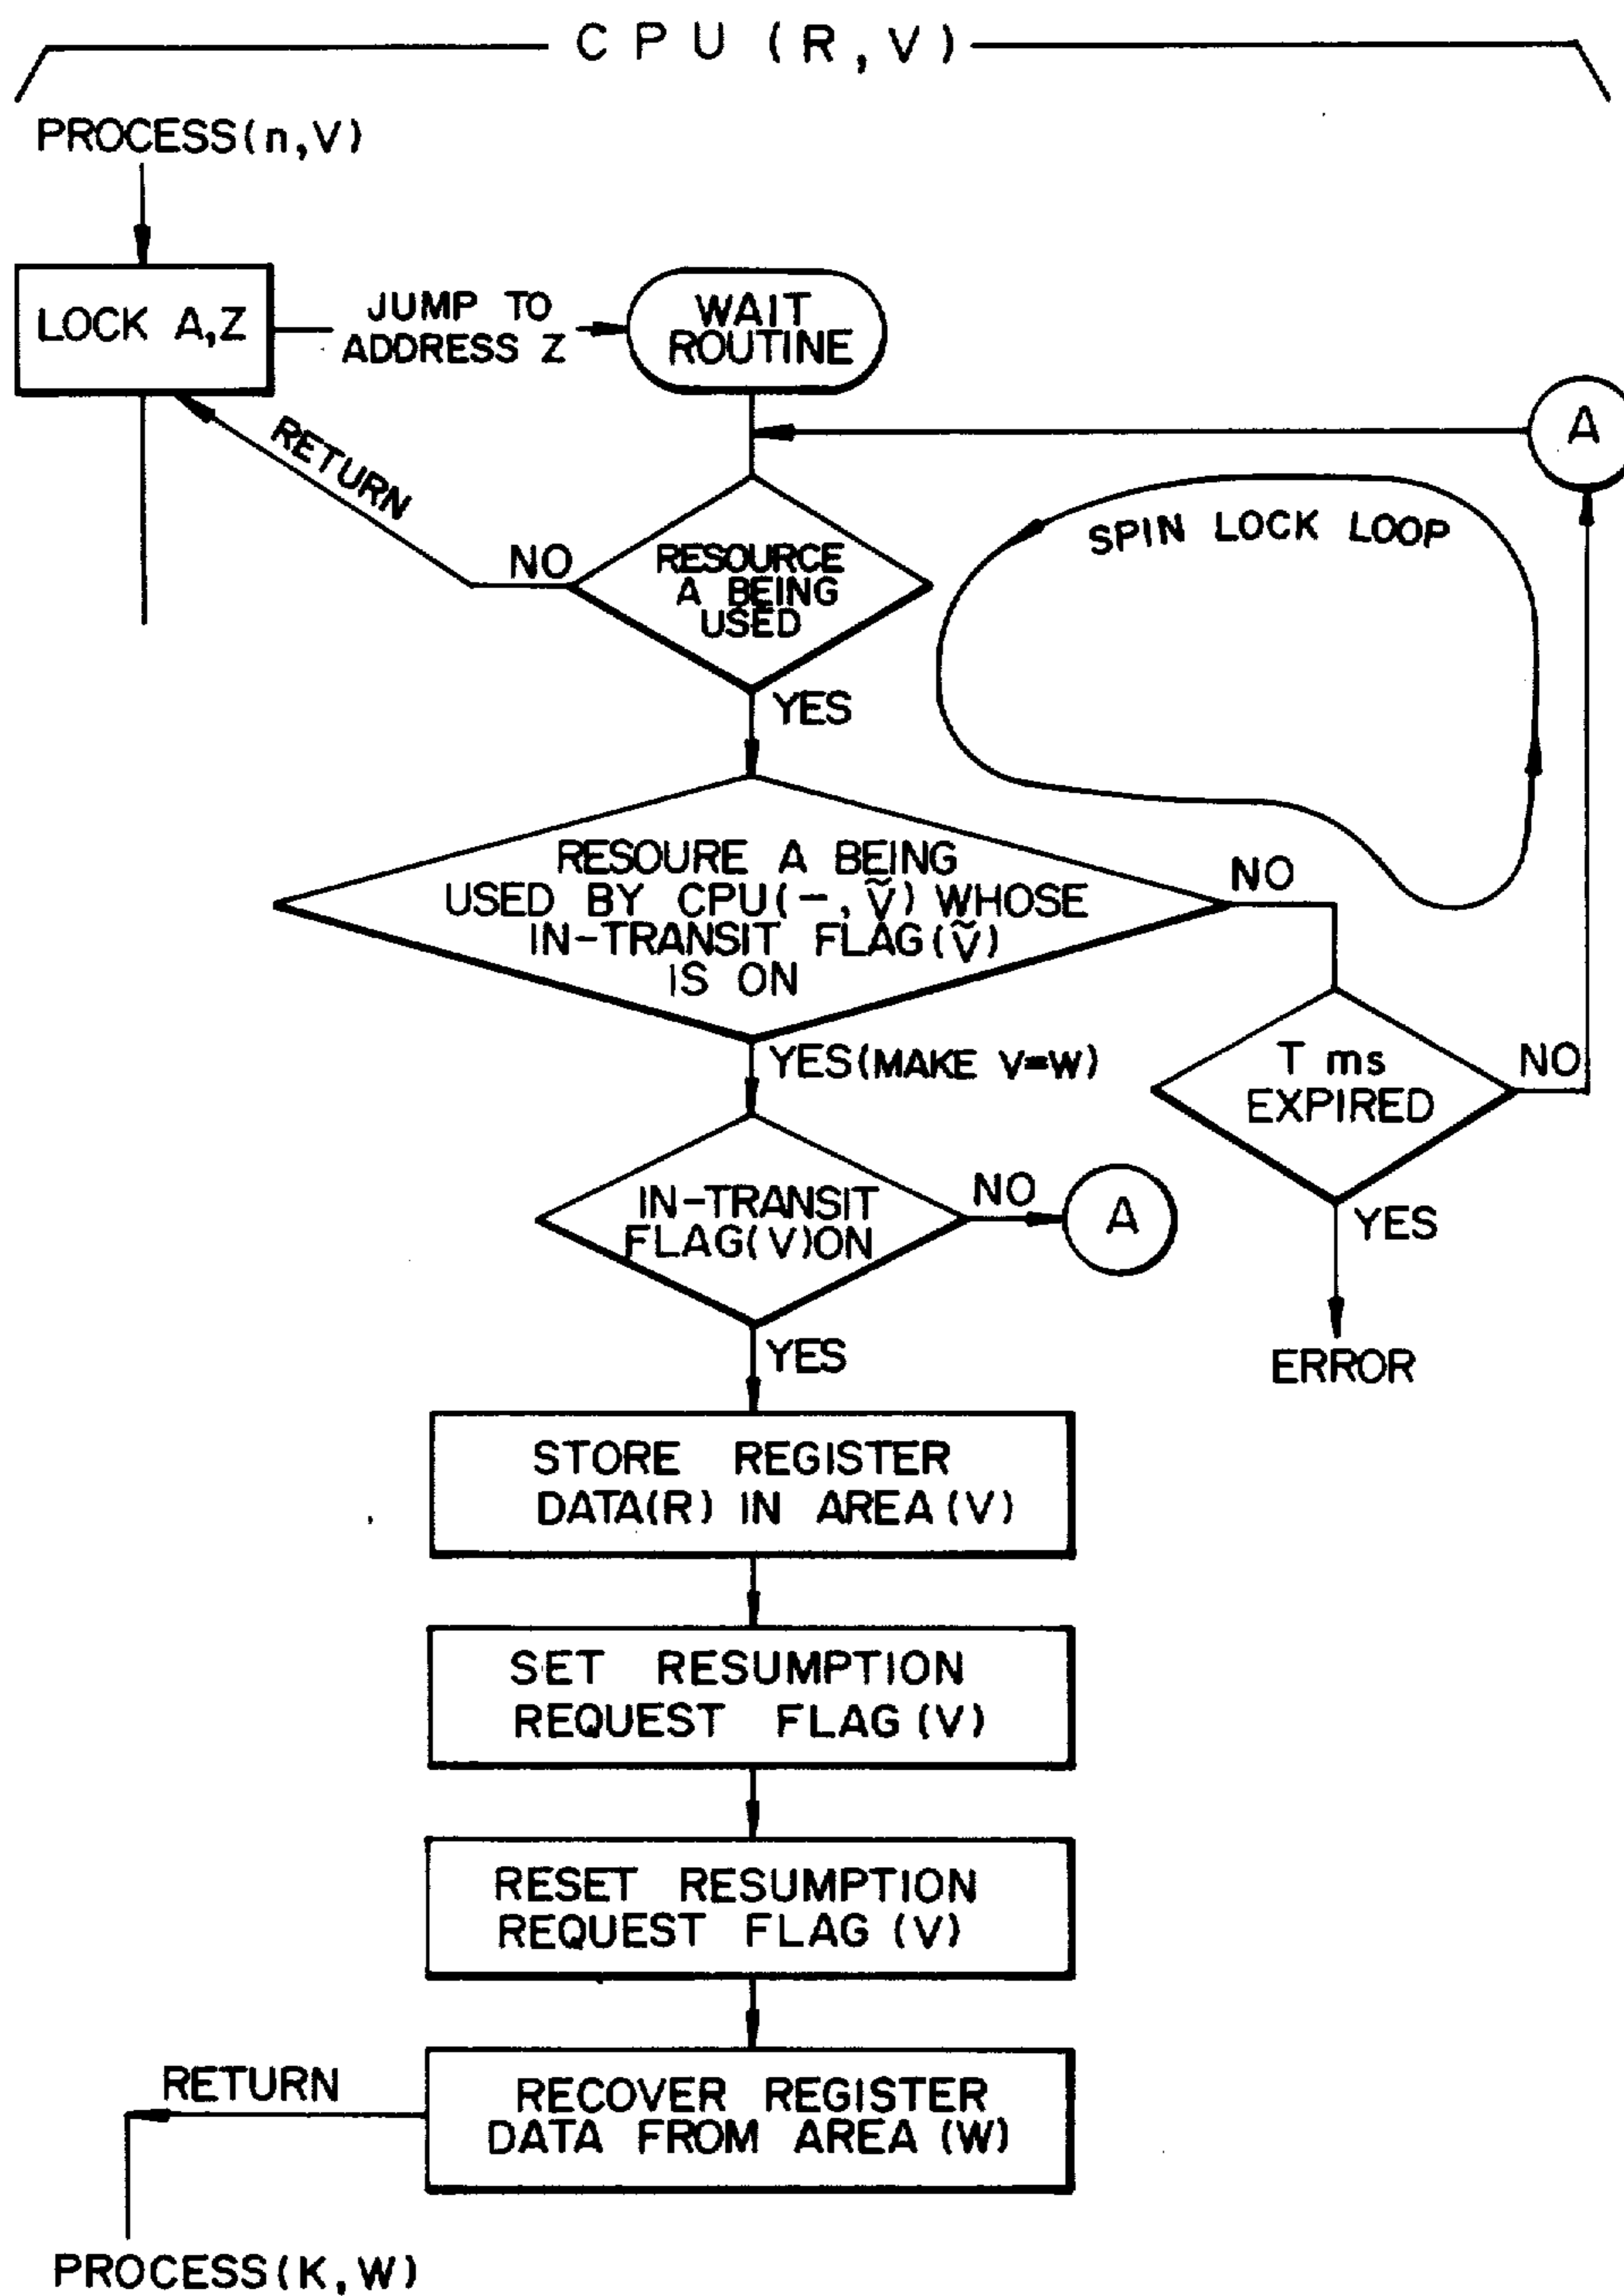 CPU (R,V)
PROCESS(n,V)
LOCK A,Z
JUMP TO
ADDRESS Z
WAIT
ROUTINE
A
RETURN
NO
RESOURCE
A BEING
USED
SPIN LOCK LOOP
YES
RESOURE A BEING
USED BY CPU(-,Ṽ) WHOSE
IN-TRANSIT FLAG(Ṽ)
IS ON
NO
YES(MAKE V=W)
T ms
EXPIRED
NO
IN-TRANSIT
FLAG(V)ON
NO
A
YES
YES
ERROR
STORE REGISTER
DATA(R) IN AREA(V)
SET RESUMPTION
REQUEST FLAG(V)
RESET RESUMPTION
REQUEST FLAG (V)
RETURN
RECOVER REGISTER
DATA FROM AREA(W)
PROCESS(K,W)